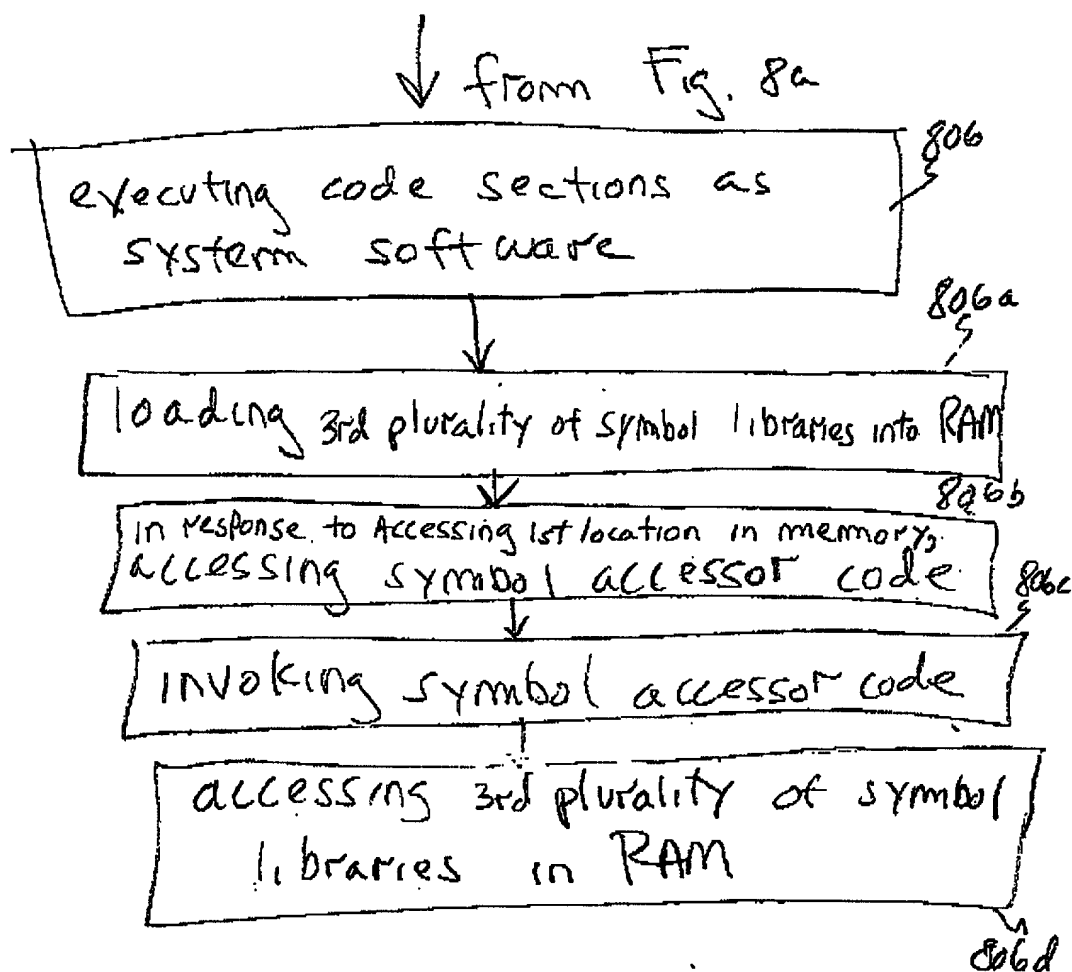 from Fig. 8a
806
executing code sections as
system software
806a
loading 3rd plurality of symbol libraries into RAM
806b
in response to Accessing 1st location in memory,
accessing symbol accessor code
806c
invoking symbol accessor code
accessing 3rd plurality of symbol
libraries in RAM
806d